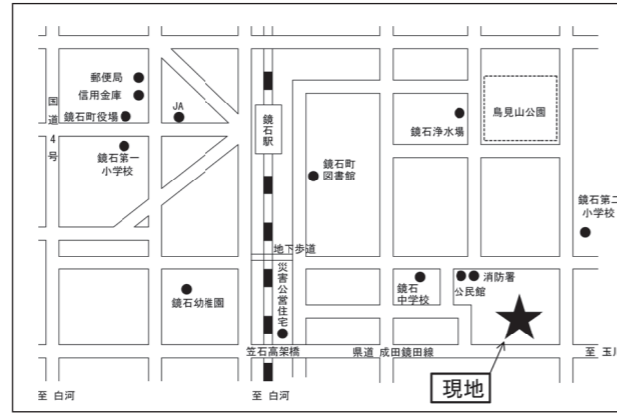 郵便局
信用金庫
鏡石町役場
JA
国道4号
鏡石第一
小学校
鏡石駅
鏡石町
図書館
鏡石浄水場
鳥見山公園
鏡石第二
小学校
地下歩道
災害公営住宅
鏡石幼稚園
鏡石
中学校
消防署
公民館
笠石高架橋
県道 成田鏡田線
至 玉川
現地
至 白河
至 白河